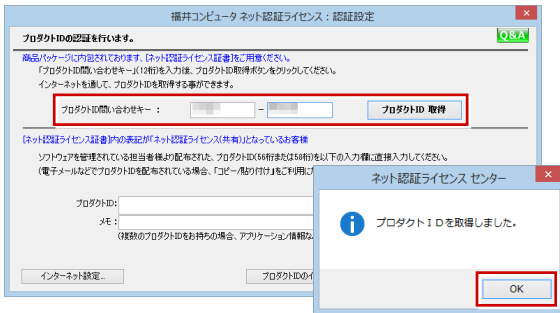 福井コンピュータ ネット認証ライセンス：認証設定
プロダクトIDの認証を行います。
Q&A
商品パッケージに内包されております、[ネット認証ライセンス証書]をご用意ください。
「プロダクトID問い合わせキー」(12桁)を入力後、プロダクトID取得ボタンをクリックしてください。
インターネットを通して、プロダクトIDを取得する事ができます。
プロダクトID問い合わせキー ： － プロダクトID 取得
[ネット認証ライセンス証書]内の表記が「ネット認証ライセンス(共有)」となっているお客様
ソフトウェアを管理されている担当者様より配布された、プロダクトID(56桁または58桁)を以下の入力欄に直接入力してください。
(電子メールなどでプロダクトIDを配布されている場合、「コピー/貼り付け」をご利用に
プロダクトID:
メモ：
(複数のプロダクトIDをお持ちの場合、アプリケーション情報な
インターネット設定...
プロダクトIDのイ
ネット認証ライセンス センター
プロダクトＩＤを取得しました。
OK